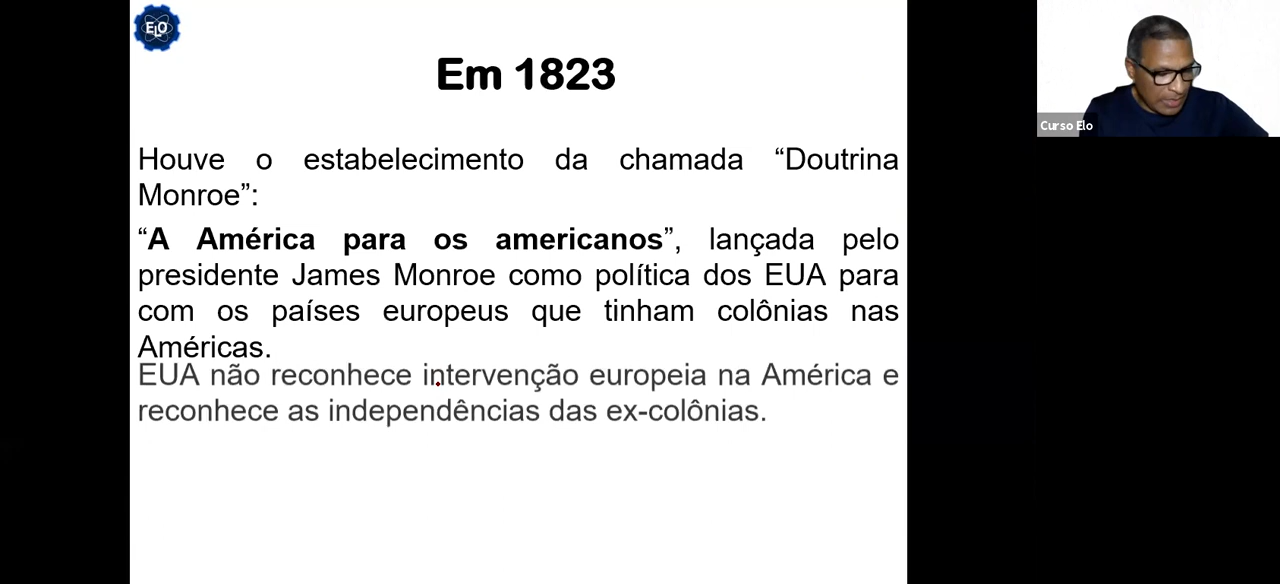 ELO
Em 1823
Houve o estabelecimento da chamada “Doutrina
Monroe”:
“A América para os americanos”, lançada pelo
presidente James Monroe como política dos EUA para
com os países europeus que tinham colônias nas
Américas.
EUA não reconhece intervenção europeia na América e
reconhece as independências das ex-colônias.
Curso Elo